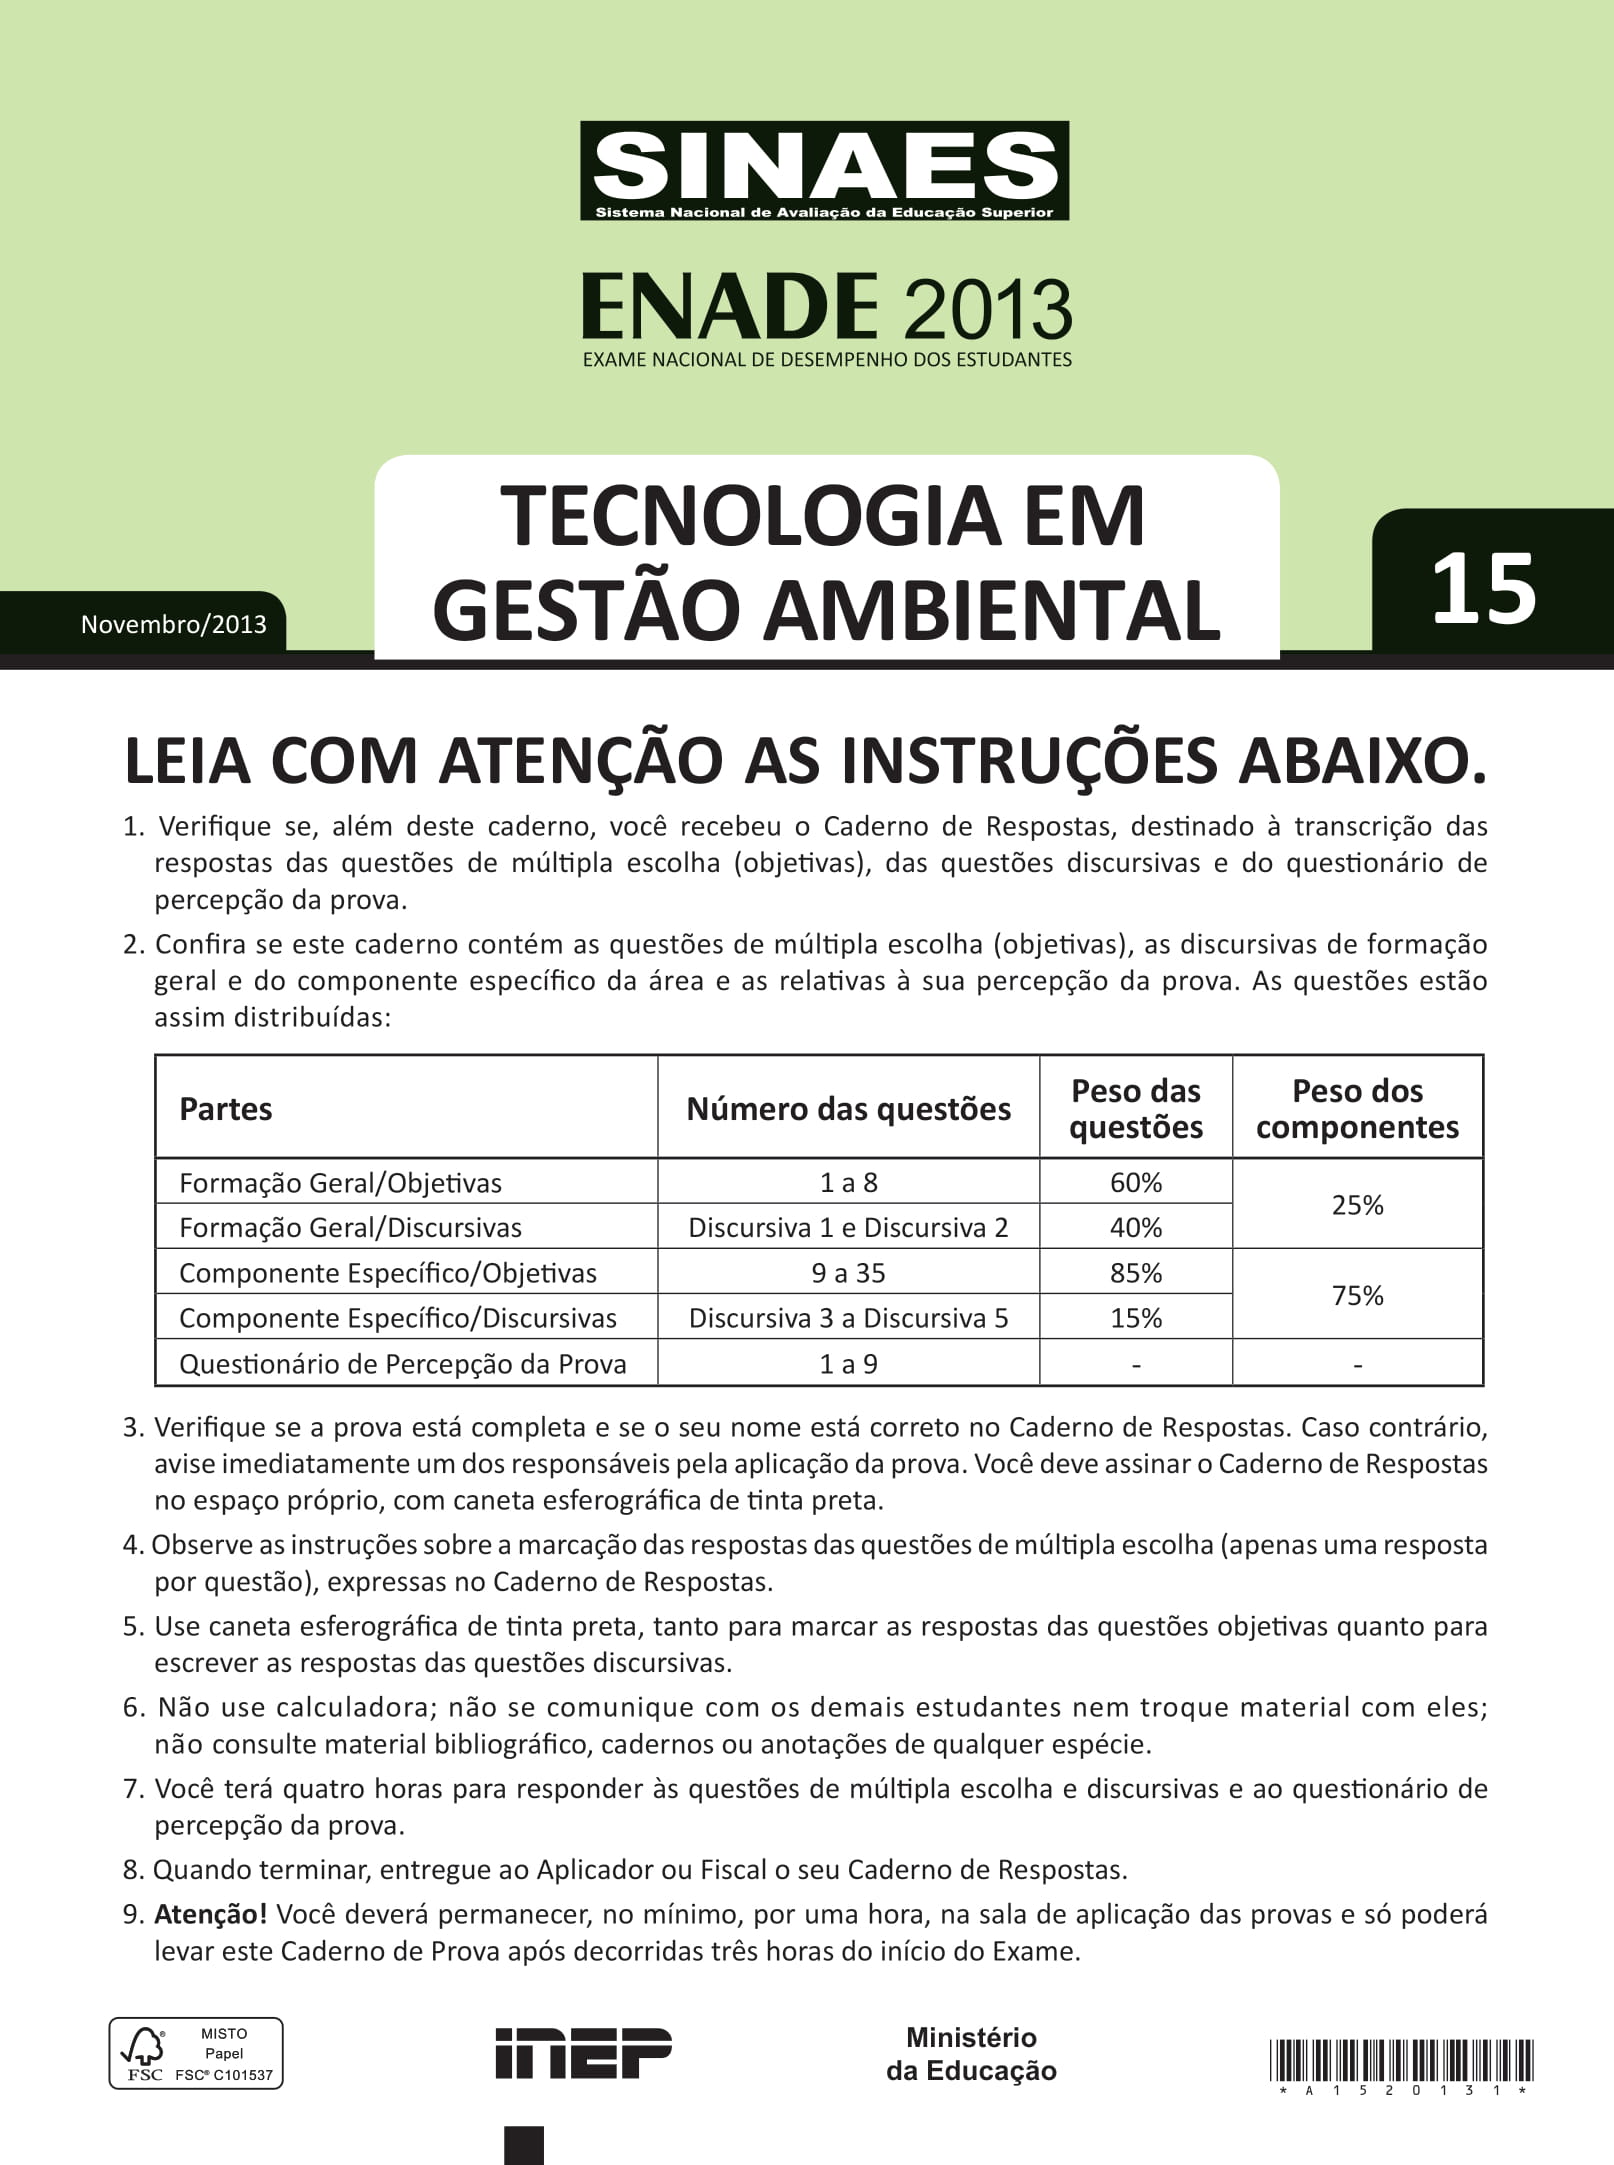 SINAES
Sistema Nacional de Avaliação da Educação Superior
ENADE 2013
EXAME NACIONAL DE DESEMPENHO DOS ESTUDANTES
TECNOLOGIA EM
GESTÃO AMBIENTAL
15
Novembro/2013
LEIA COM ATENÇÃO AS INSTRUÇÕES ABAIXO.
1. Verifique se, além deste caderno, você recebeu o Caderno de Respostas, destinado à transcrição das
respostas das questões de múltipla escolha (objetivas), das questões discursivas e do questionário de
percepção da prova.
2. Confira se este caderno contém as questões de múltipla escolha (objetivas), as discursivas de formação
geral e do componente específico da área e as relativas à sua percepção da prova. As questões estão
assim distribuídas:
Partes Número das questões Peso das questões Peso dos componentes
Formação Geral/Objetivas 1 a 8 60% 25%
Formação Geral/Discursivas Discursiva 1 e Discursiva 2 40%
Componente Específico/Objetivas 9 a 35 85% 75%
Componente Específico/Discursivas Discursiva 3 a Discursiva 5 15%
Questionário de Percepção da Prova 1 a 9 - -
3. Verifique se a prova está completa e se o seu nome está correto no Caderno de Respostas. Caso contrário,
avise imediatamente um dos responsáveis pela aplicação da prova. Você deve assinar o Caderno de Respostas
no espaço próprio, com caneta esferográfica de tinta preta.
4. Observe as instruções sobre a marcação das respostas das questões de múltipla escolha (apenas uma resposta
por questão), expressas no Caderno de Respostas.
5. Use caneta esferográfica de tinta preta, tanto para marcar as respostas das questões objetivas quanto para
escrever as respostas das questões discursivas.
6. Não use calculadora; não se comunique com os demais estudantes nem troque material com eles;
não consulte material bibliográfico, cadernos ou anotações de qualquer espécie.
7. Você terá quatro horas para responder às questões de múltipla escolha e discursivas e ao questionário de
percepção da prova.
8. Quando terminar, entregue ao Aplicador ou Fiscal o seu Caderno de Respostas.
9. Atenção! Você deverá permanecer, no mínimo, por uma hora, na sala de aplicação das provas e só poderá
levar este Caderno de Prova após decorridas três horas do início do Exame.
MISTO
Papel
FSC® C101537
FSC
INEP
Ministério
da Educação
*A1520131*